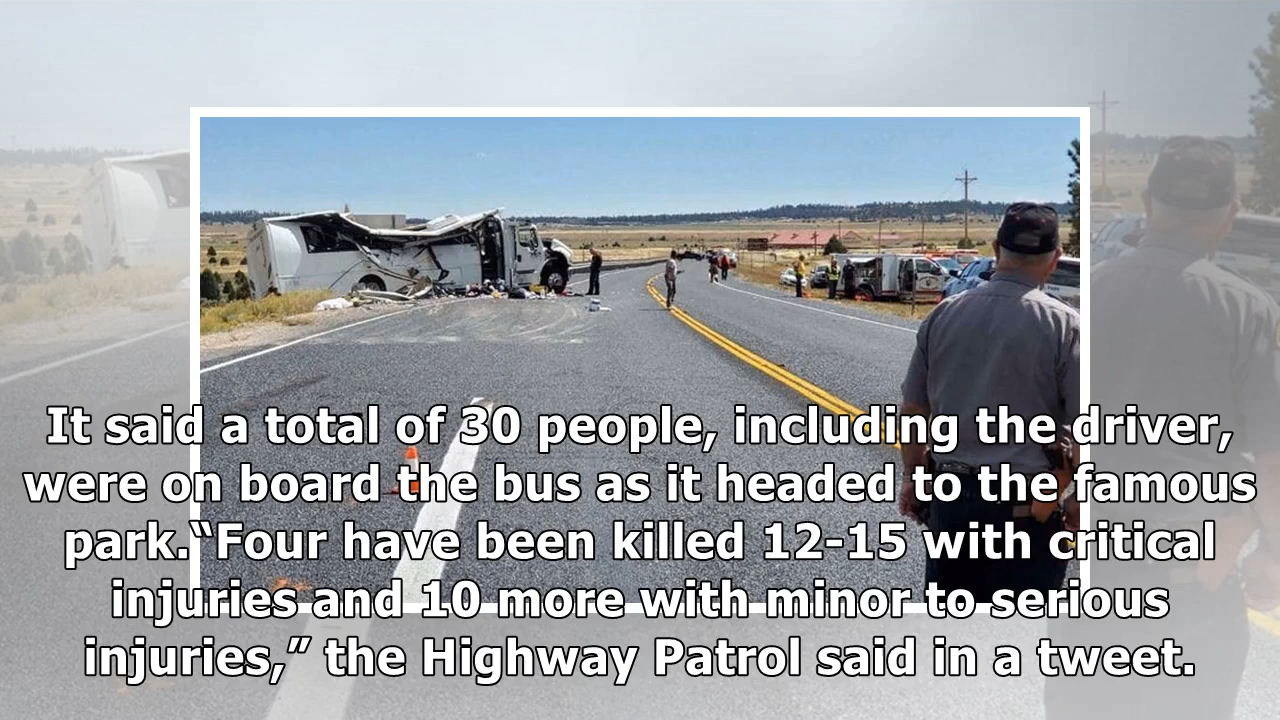 It said a total of 30 people, including the driver,
were on board the bus as it headed to the famous
park.“Four have been killed 12-15 with critical
injuries and 10 more with minor to serious
injuries,” the Highway Patrol said in a tweet.